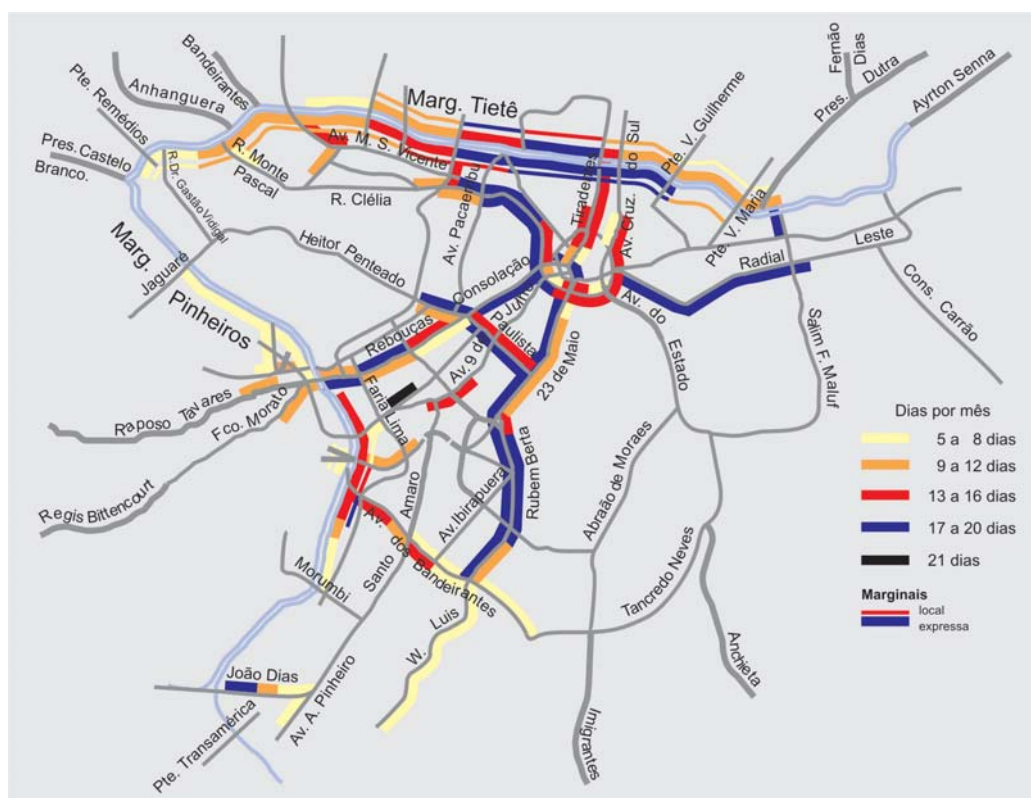 Bandeirantes
Anhanguera
Pte. Remédios
Pres. Castelo
Branco.
Marg. Tietê
Fernão
Dias
Pres. Dutra
Ayrton Senna
Pte. V. Guilherme
Av. Cruz. do Sul
Tiradentes
Av. M. S. Vicente
R. Monte
Pascal
R. Dr. Gastão Vidigal
R. Clélia
Av. Pacaembu
Pte. V. Maria
Radial Leste
Heitor Penteado
Jaguaré
Marg.
Pinheiros
Consolação
Av. 9 de Julho
Paulista
Rebouças
Av. do
Estado
Salim F. Maluf
Cons. Carrão
23 de Maio
Raposo Tavares
Fco. Morato
Faria Lima
Regis Bittencourt
Rubem Berta
Av. Ibirapuera
Abraão de Moraes
Santo Amaro
Av. dos Bandeirantes
Morumbi
Tancredo Neves
W. Luis
Anchieta
Imigrantes
João Dias
Av. A. Pinheiro
Pte. Transamérica
Dias por mês
5 a 8 dias
9 a 12 dias
13 a 16 dias
17 a 20 dias
21 dias
Marginais
local
expressa